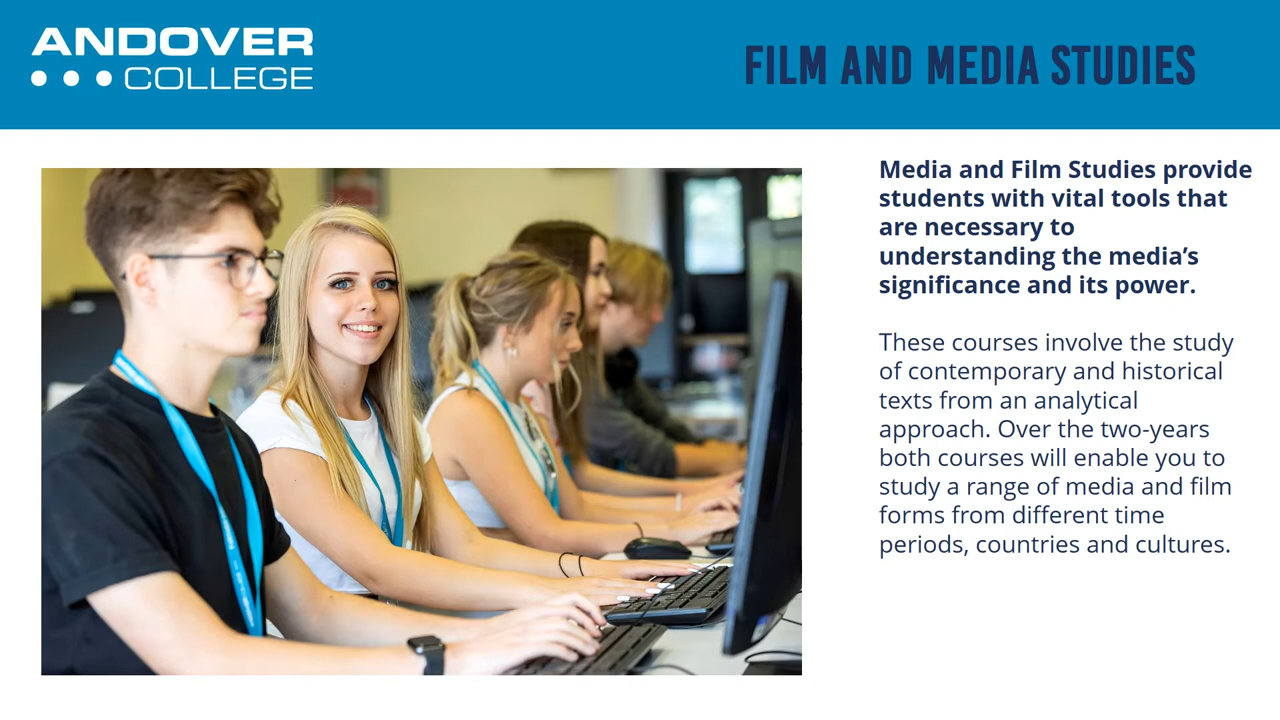 ANDOVER
COLLEGE
FILM AND MEDIA STUDIES
Media and Film Studies provide
students with vital tools that
are necessary to
understanding the media’s
significance and its power.
These courses involve the study
of contemporary and historical
texts from an analytical
approach. Over the two-years
both courses will enable you to
study a range of media and film
forms from different time
periods, countries and cultures.